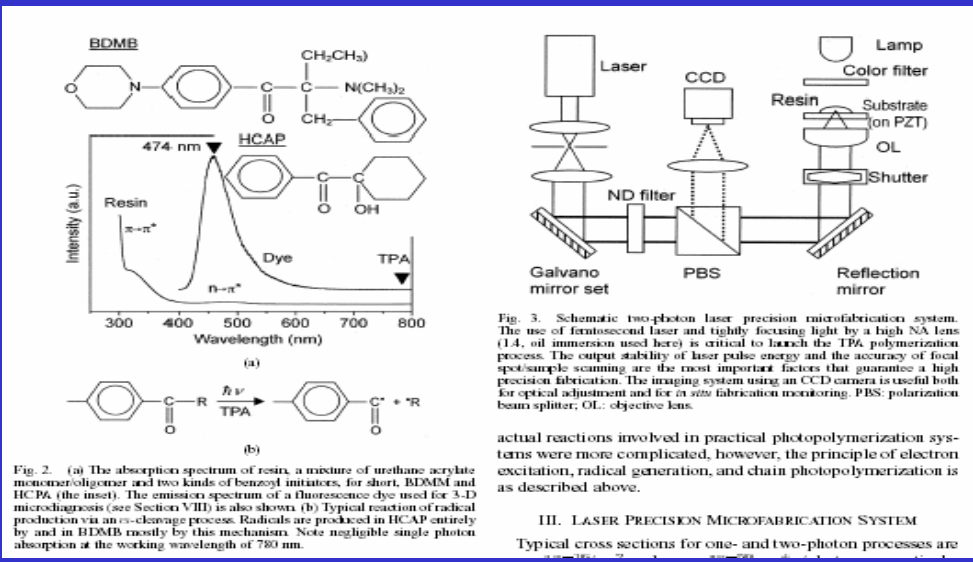 BDMB
CH₂CH₃)
O
N
C
C
N(CH₃)₂
O
CH₂
474 nm
HCAP
C
C
O
OH
Resin
π→π*
Dye
TPA
n→π*
Intensity (a.u.)
300 400 500 600 700 800
Wavelength (nm)
(a)
C
R
ħν
TPA
C• + •R
O
O
(b)
Fig. 2. (a) The absorption spectrum of resin, a mixture of urethane acrylate
monomer/oligomer and two kinds of benzoyl initiators, for short, BDMM and
HCPA (the inset). The emission spectrum of a fluorescence dye used for 3-D
microdiagnosis (see Section VIII) is also shown. (b) Typical reaction of radical
production via an α-cleavage process. Radicals are produced in HCAP entirely
by and in BDMB mostly by this mechanism. Note negligible single photon
absorption at the working wavelength of 780 nm.
Laser
CCD
Lamp
Color filter
Resin
Substrate
(on PZT)
OL
Shutter
ND filter
Galvano
mirror set
PBS
Reflection
mirror
Fig. 3. Schematic two-photon laser precision microfabrication system.
The use of femtosecond laser and tightly focusing light by a high NA lens
(1.4, oil immersion used here) is critical to launch the TPA polymerization
process. The output stability of laser pulse energy and the accuracy of focal
spot/sample scanning are the most important factors that guarantee a high
precision fabrication. The imaging system using an CCD camera is useful both
for optical adjustment and for in situ fabrication monitoring. PBS: polarization
beam splitter; OL: objective lens.
actual reactions involved in practical photopolymerization sys-
tems were more complicated, however, the principle of electron
excitation, radical generation, and chain photopolymerization is
as described above.
III. LASER PRECISION MICROFABRICATION SYSTEM
Typical cross sections for one- and two-photon processes are